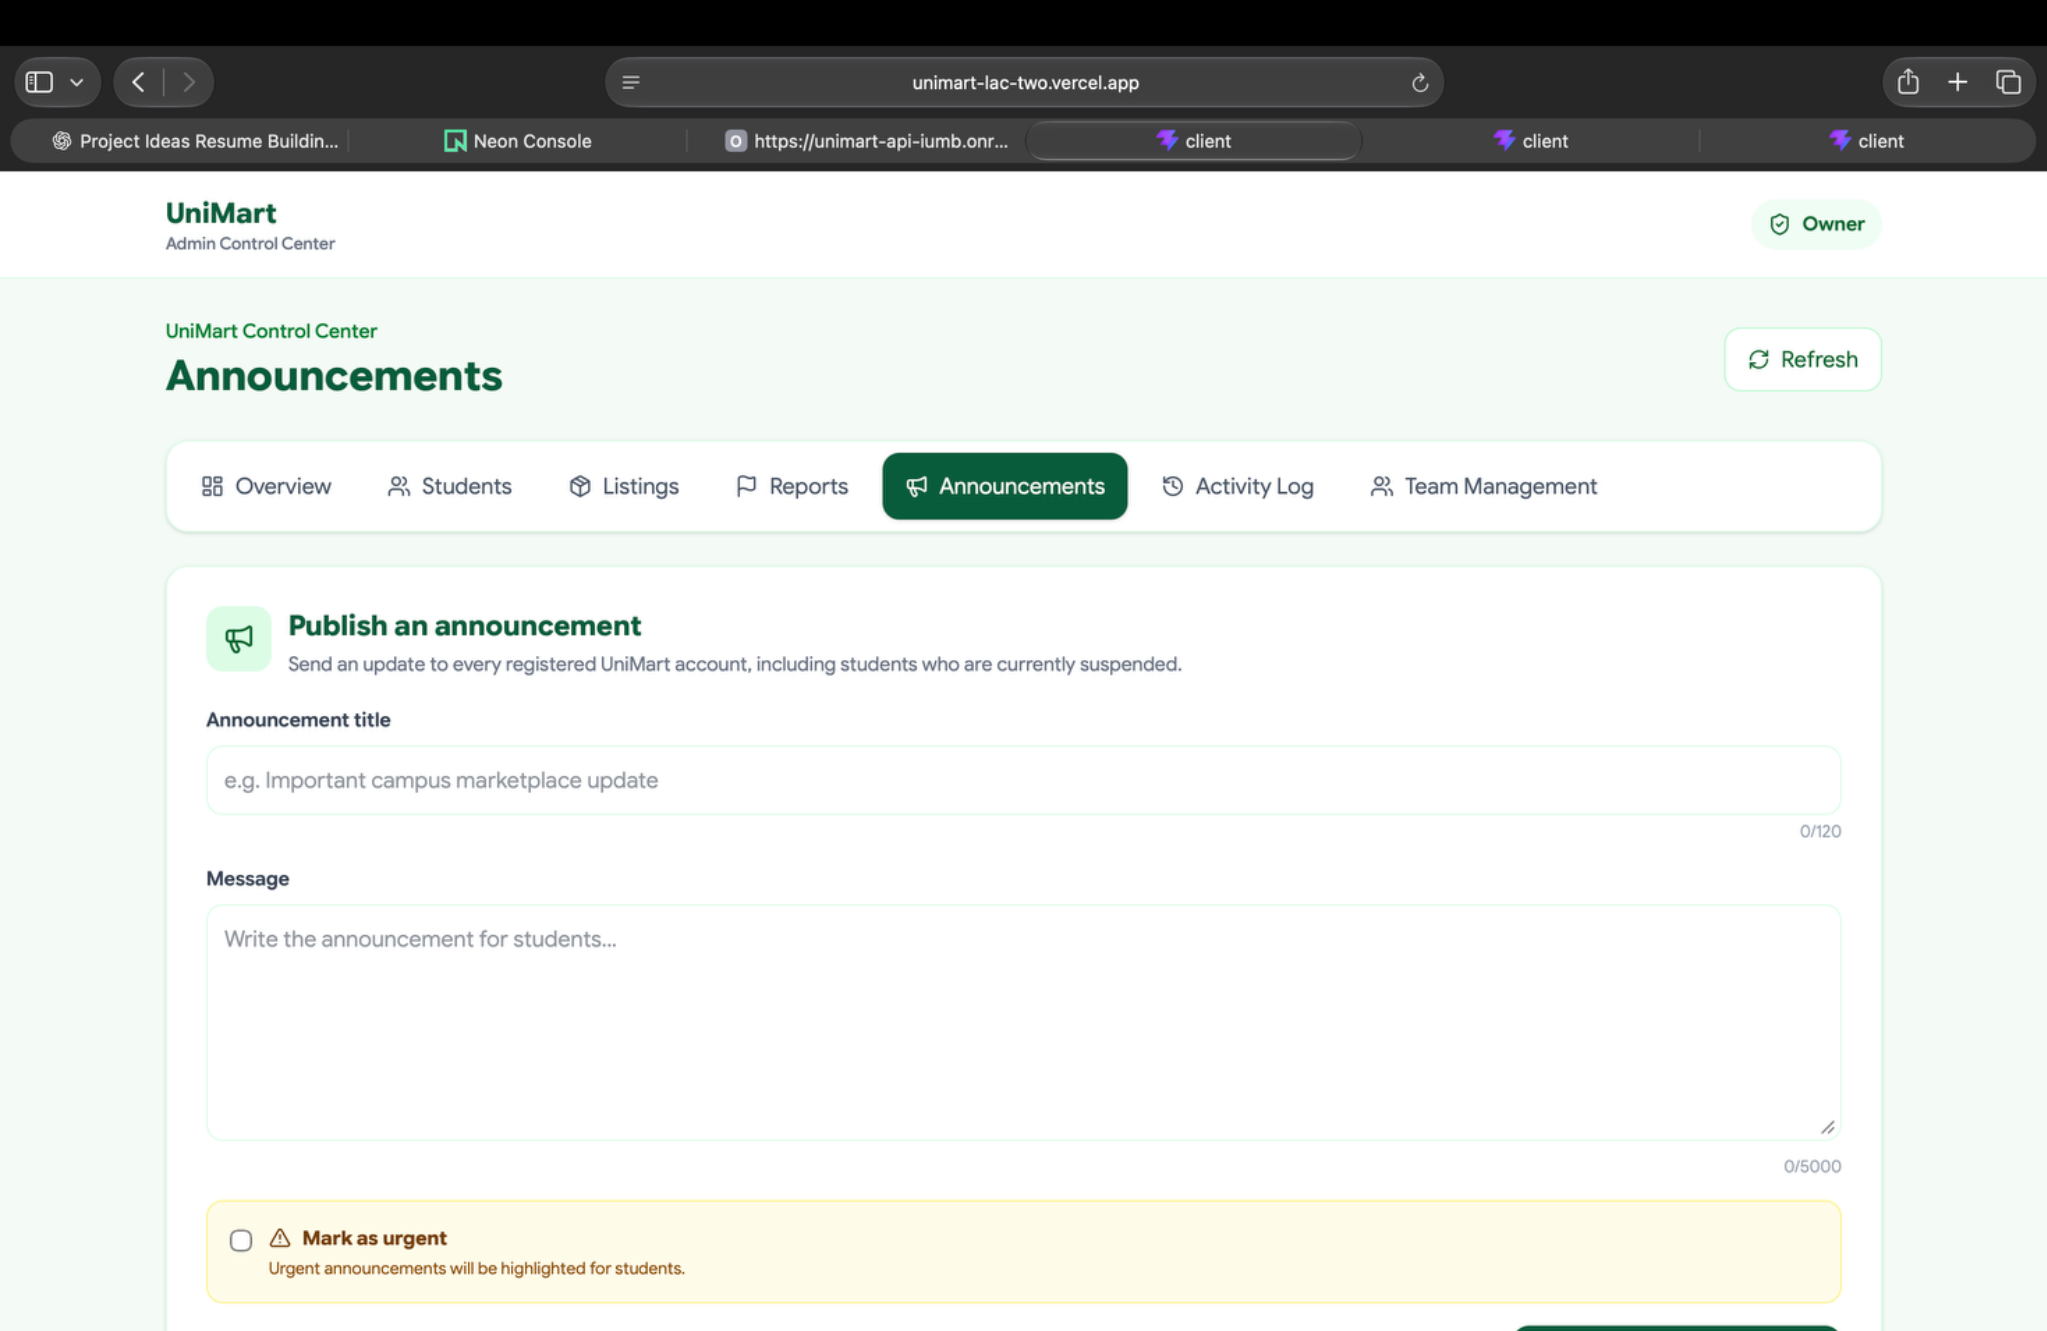 unimart-lac-two.vercel.app
Project Ideas Resume Buildin...
Neon Console
https://unimart-api-iumb.onr...
client
client
client
UniMart
Admin Control Center
Owner
UniMart Control Center
Announcements
Refresh
Overview
Students
Listings
Reports
Announcements
Activity Log
Team Management
Publish an announcement
Send an update to every registered UniMart account, including students who are currently suspended.
Announcement title
e.g. Important campus marketplace update
0/120
Message
Write the announcement for students...
0/5000
Mark as urgent
Urgent announcements will be highlighted for students.